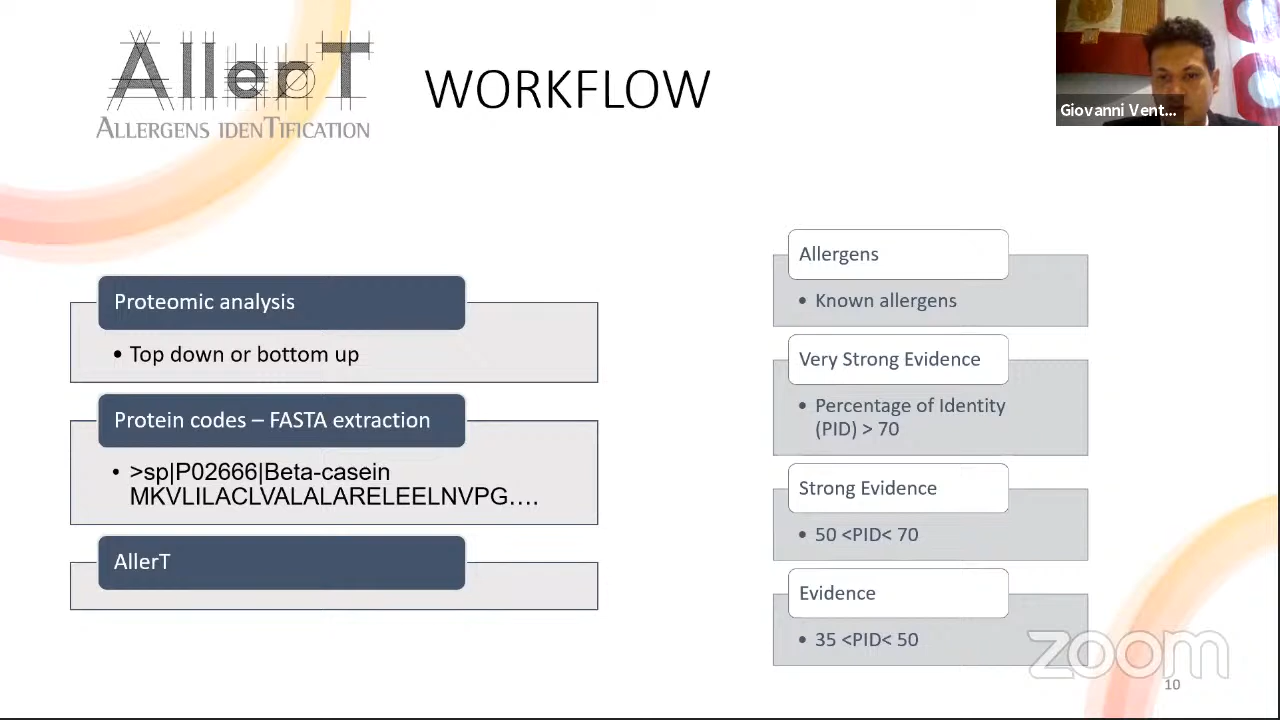 AllerT
ALLERGENS IDENTIFICATION
WORKFLOW
Giovanni Vent...
Proteomic analysis
• Top down or bottom up
Protein codes – FASTA extraction
• >sp|P02666|Beta-casein
MKVLILACLVALALARELEELNVPG....
AllerT
Allergens
• Known allergens
Very Strong Evidence
• Percentage of Identity
(PID) > 70
Strong Evidence
• 50 <PID< 70
Evidence
• 35 <PID< 50
zoom
10